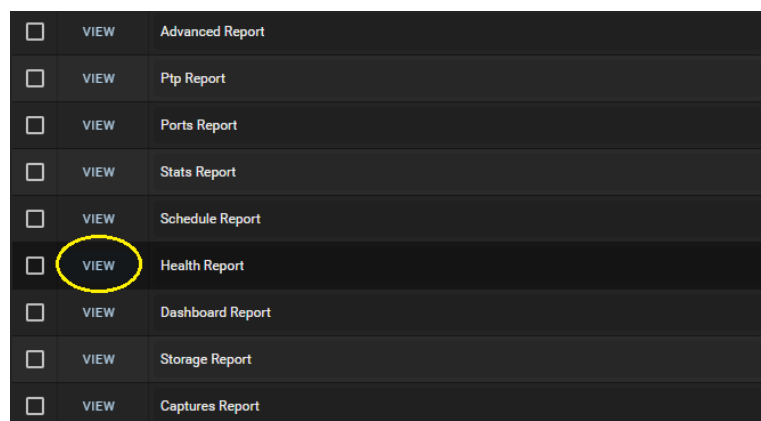 VIEW Advanced Report
VIEW Ptp Report
VIEW Ports Report
VIEW Stats Report
VIEW Schedule Report
VIEW Health Report
VIEW Dashboard Report
VIEW Storage Report
VIEW Captures Report